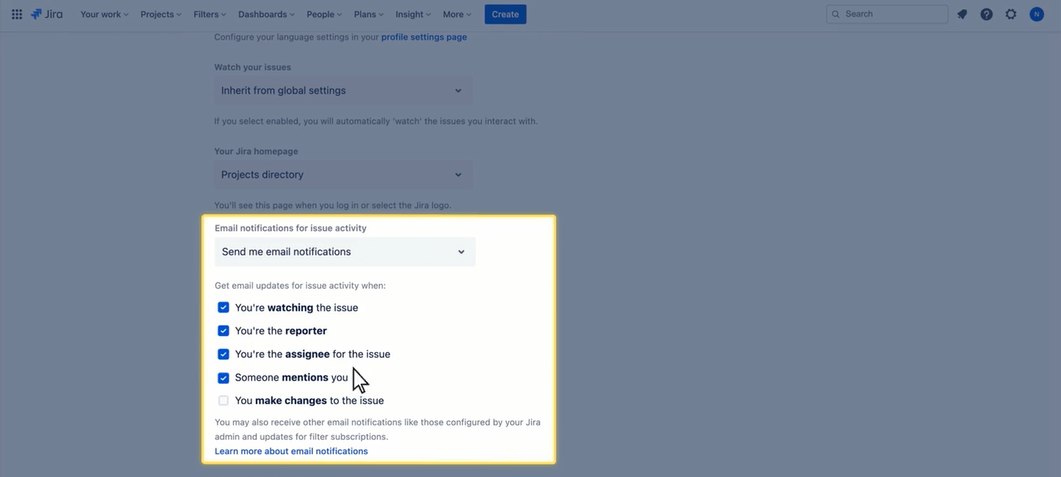 Jira Your work Projects Filters Dashboards People Plans Insight More Create Search
Configure your language settings in your profile settings page
Watch your issues
Inherit from global settings
If you select enabled, you will automatically 'watch' the issues you interact with.
Your Jira homepage
Projects directory
You'll see this page when you log in or select the Jira logo.
Email notifications for issue activity
Send me email notifications
Get email updates for issue activity when:
You're watching the issue
You're the reporter
You're the assignee for the issue
Someone mentions you
You make changes to the issue
You may also receive other email notifications like those configured by your Jira
admin and updates for filter subscriptions.
Learn more about email notifications